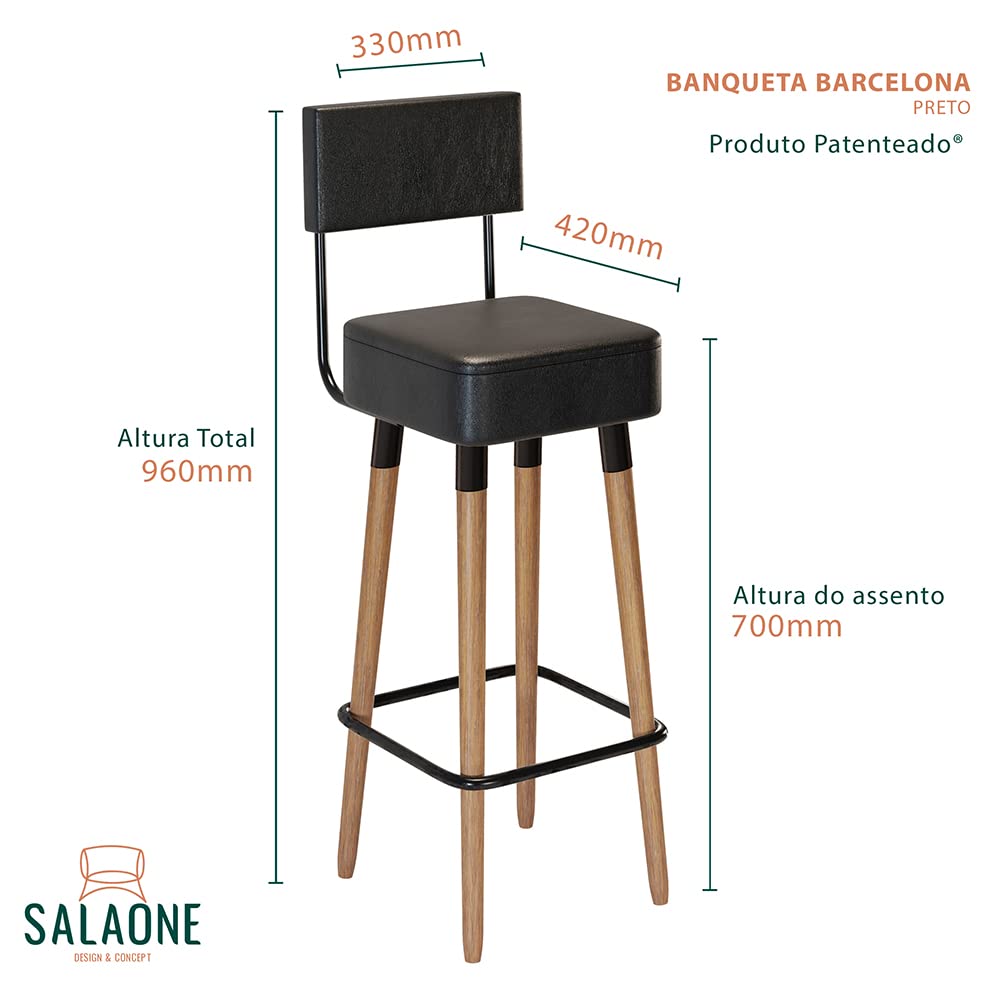 330mm
BANQUETA BARCELONA
PRETO
Produto Patenteado®
420mm
Altura Total
960mm
Altura do assento
700mm
SALAONE
DESIGN & CONCEPT